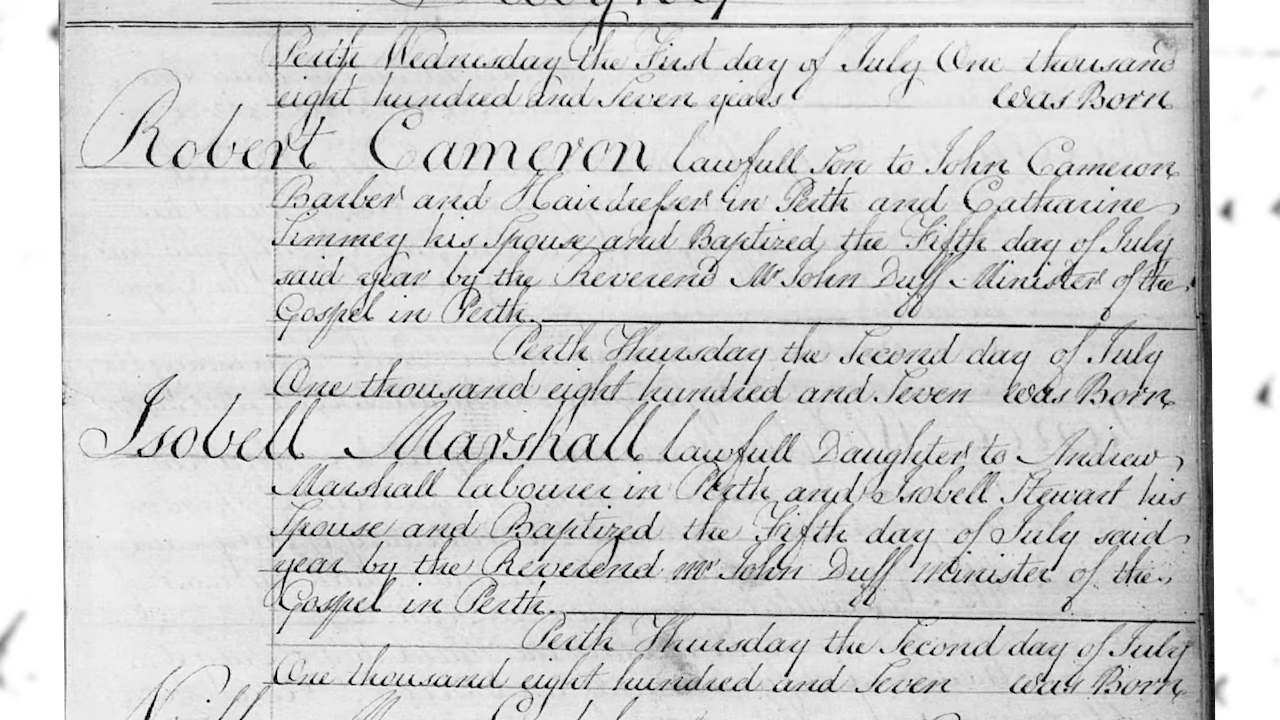 Perth Wednesday the First day of July One thousand
eight hundred and Seven years was Born
Robert Cameron lawfull Son to John Cameron
Barber and Hairdresser in Perth and Catharine
Simmey his Spouse and Baptized the Fifth day of July
said year by the Reverend Mr John Duff Minister of the
Gospel in Perth.
Perth Thursday the Second day of July
One thousand eight hundred and Seven was Born
Isobell Marshall lawfull Daughter to Andrew
Marshall labourer in Perth and Isobell Stewart his
Spouse and Baptized the Fifth day of July said
year by the Reverend Mr John Duff Minister of the
Gospel in Perth.
Perth Thursday the Second day of July
One thousand eight hundred and Seven was Born